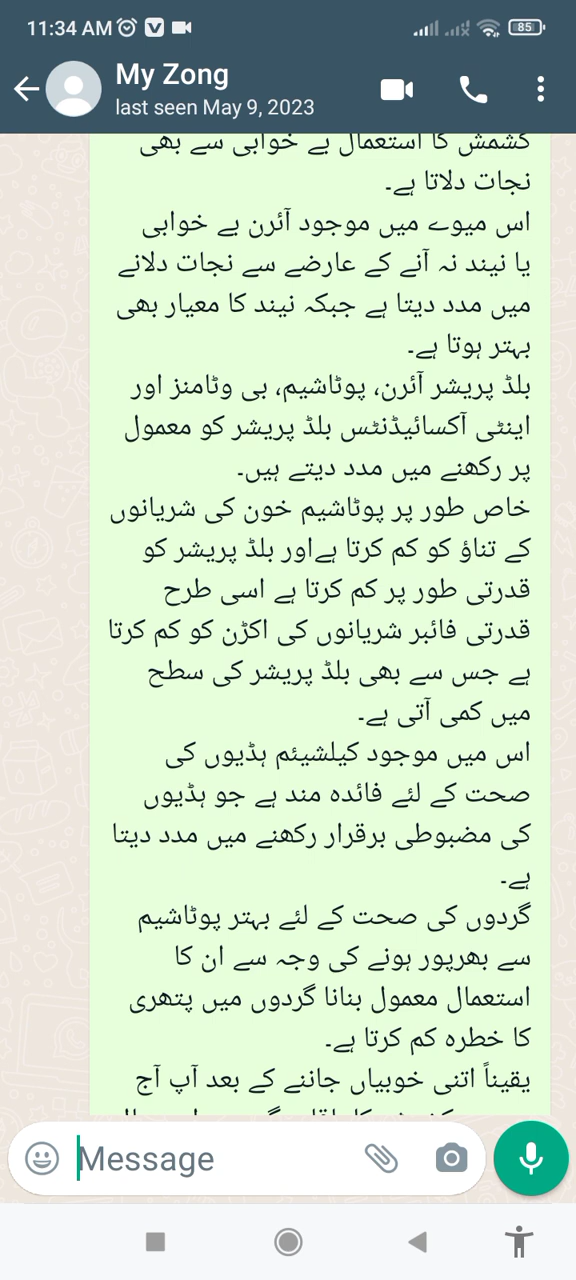 11:34 AM
85
My Zong
last seen May 9, 2023
کشمش کا استعمال بے خوابی سے بھی
نجات دلاتا ہے۔
اس میوے میں موجود آئرن بے خوابی
یا نیند نہ آنے کے عارضے سے نجات دلانے
میں مدد دیتا ہے جبکہ نیند کا معیار بھی
بہتر ہوتا ہے۔
بلڈ پریشر آئرن، پوٹاشیم، بی وٹامنز اور
اینٹی آکسائیڈنٹس بلڈ پریشر کو معمول
پر رکھنے میں مدد دیتے ہیں۔
خاص طور پر پوٹاشیم خون کی شریانوں
کے تناؤ کو کم کرتا ہےاور بلڈ پریشر کو
قدرتی طور پر کم کرتا ہے اسی طرح
قدرتی فائبر شریانوں کی اکڑن کو کم کرتا
ہے جس سے بھی بلڈ پریشر کی سطح
میں کمی آتی ہے۔
اس میں موجود کیلشیئم ہڈیوں کی
صحت کے لئے فائدہ مند ہے جو ہڈیوں
کی مضبوطی برقرار رکھنے میں مدد دیتا
ہے۔
گردوں کی صحت کے لئے بہتر پوٹاشیم
سے بھرپور ہونے کی وجہ سے ان کا
استعمال معمول بنانا گردوں میں پتھری
کا خطرہ کم کرتا ہے۔
یقیناً اتنی خوبیاں جاننے کے بعد آپ آج
Message